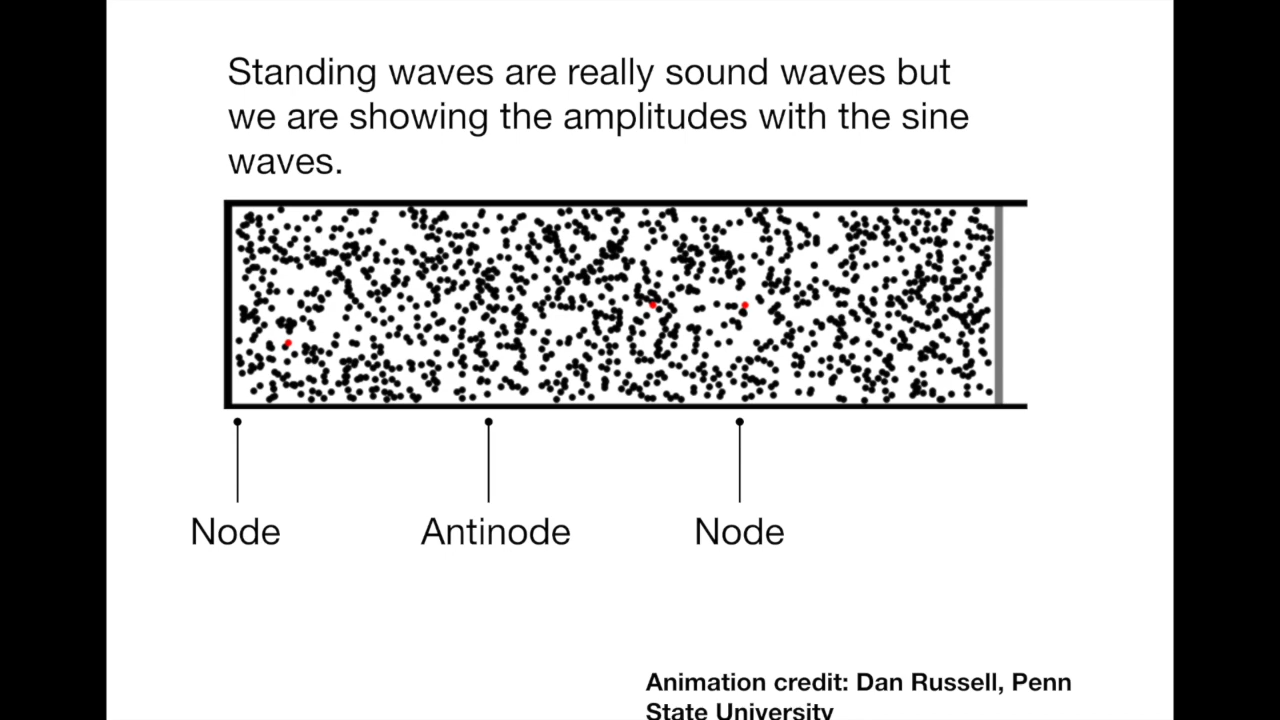 Standing waves are really sound waves but
we are showing the amplitudes with the sine
waves.
Node
Antinode
Node
Animation credit: Dan Russell, Penn
State University